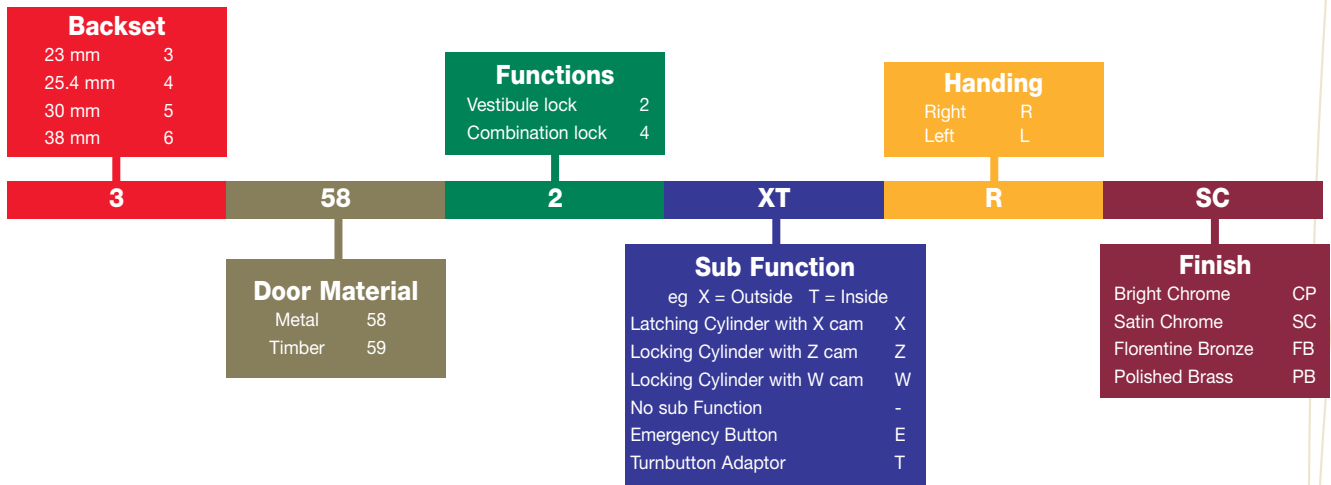 Backset
23 mm 3
25.4 mm 4
30 mm 5
38 mm 6
Functions
Vestibule lock 2
Combination lock 4
Handing
Right R
Left L
3 58 2 XT R SC
Door Material
Metal 58
Timber 59
Sub Function
eg X = Outside T = Inside
Latching Cylinder with X cam X
Locking Cylinder with Z cam Z
Locking Cylinder with W cam W
No sub Function -
Emergency Button E
Turnbutton Adaptor T
Finish
Bright Chrome CP
Satin Chrome SC
Florentine Bronze FB
Polished Brass PB